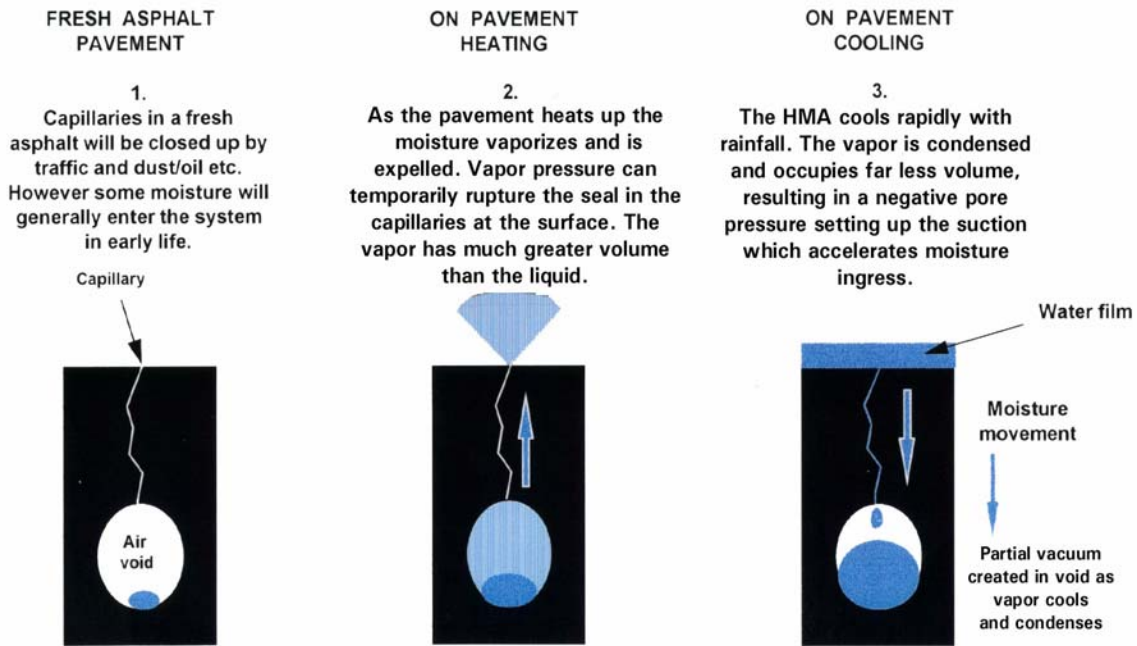 FRESH ASPHALT
PAVEMENT
1.
Capillaries in a fresh
asphalt will be closed up by
traffic and dust/oil etc.
However some moisture will
generally enter the system
in early life.
Capillary
Air
void
ON PAVEMENT
HEATING
2.
As the pavement heats up the
moisture vaporizes and is
expelled. Vapor pressure can
temporarily rupture the seal in the
capillaries at the surface. The
vapor has much greater volume
than the liquid.
ON PAVEMENT
COOLING
3.
The HMA cools rapidly with
rainfall. The vapor is condensed
and occupies far less volume,
resulting in a negative pore
pressure setting up the suction
which accelerates moisture
ingress.
Water film
Moisture
movement
Partial vacuum
created in void as
vapor cools
and condenses